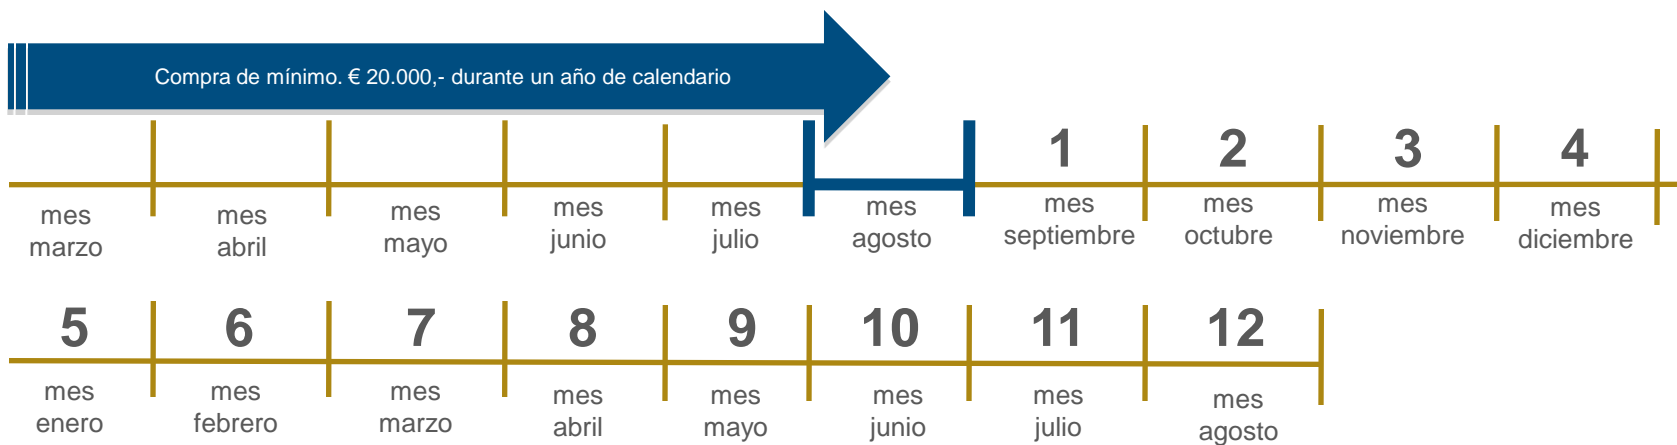 Compra de mínimo. € 20.000,- durante un año de calendario
1 2 3 4
mes mes mes mes mes mes mes mes mes mes
marzo abril mayo junio julio agosto septiembre octubre noviembre diciembre
5 6 7 8 9 10 11 12
mes mes mes mes mes mes mes mes
enero febrero marzo abril mayo junio julio agosto